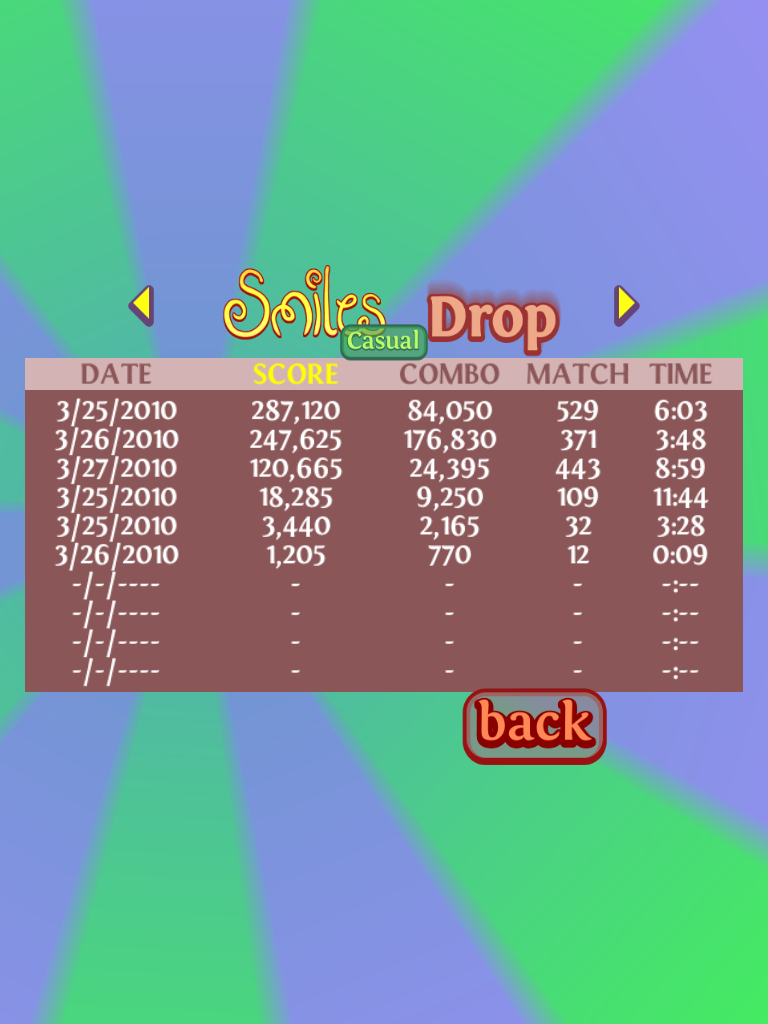 Smiles Drop
Casual
DATE SCORE COMBO MATCH TIME
3/25/2010 287,120 84,050 529 6:03
3/26/2010 247,625 176,830 371 3:48
3/27/2010 120,665 24,395 443 8:59
3/25/2010 18,285 9,250 109 11:44
3/25/2010 3,440 2,165 32 3:28
3/26/2010 1,205 770 12 0:09
-/-/---- - - - -:--
-/-/---- - - - -:--
-/-/---- - - - -:--
-/-/---- - - - -:--
back